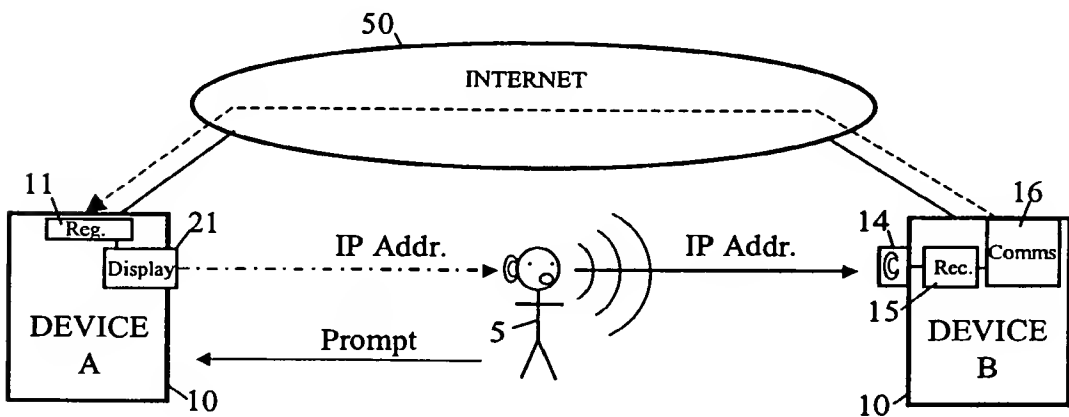 50
INTERNET
11
Reg.
21
Display
IP Addr.
IP Addr.
14
16
Comms
Rec.
15
5
DEVICE
A
Prompt
DEVICE
B
10
10